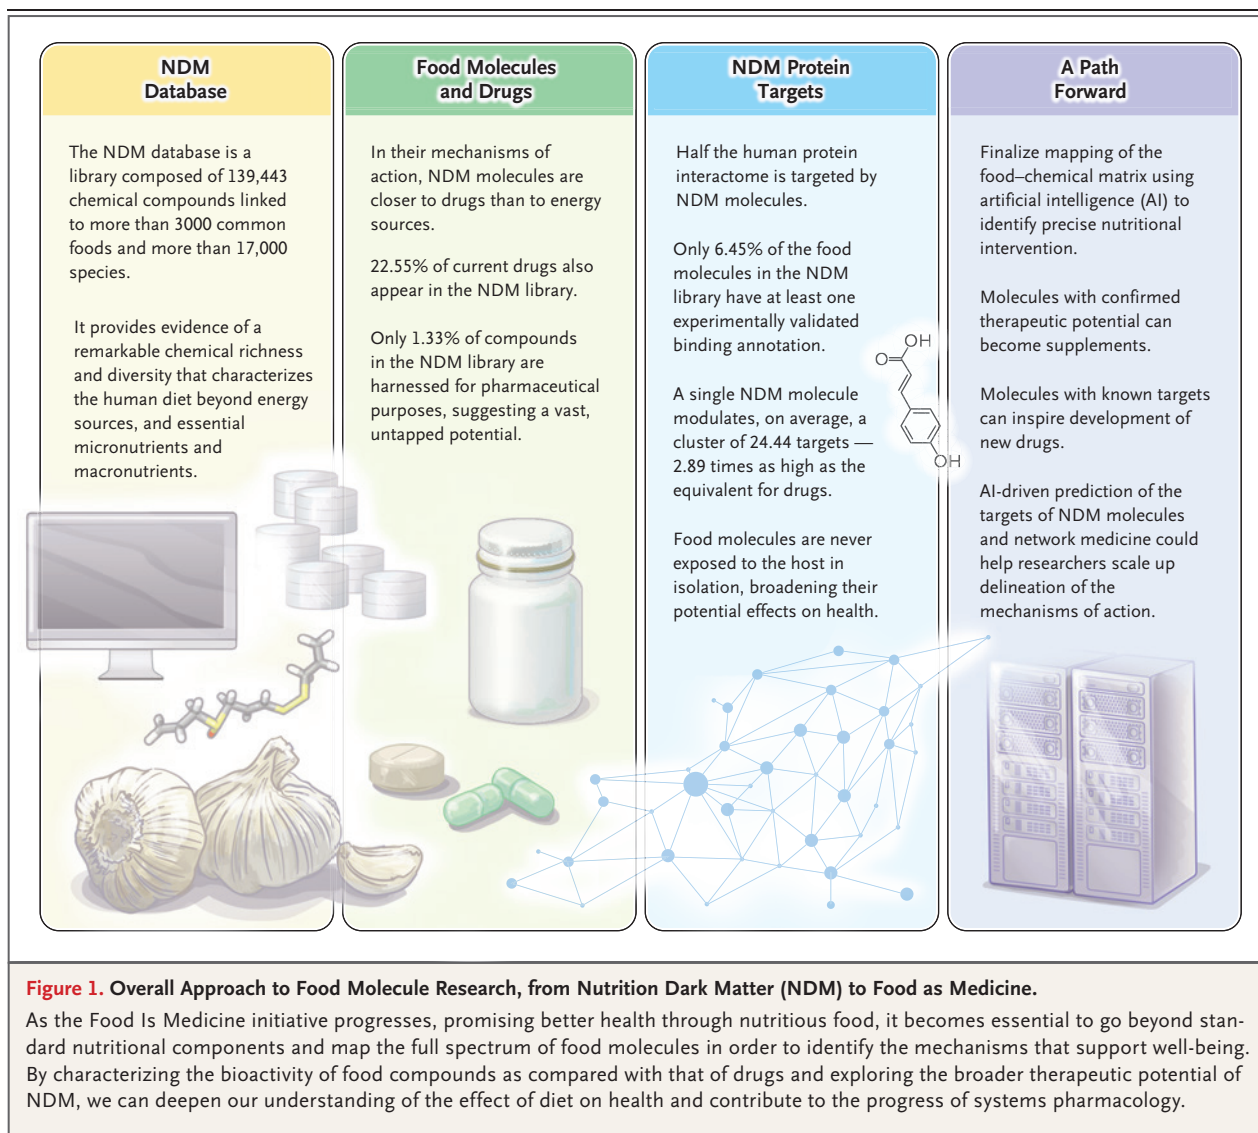 NDM
Database
The NDM database is a
library composed of 139,443
chemical compounds linked
to more than 3000 common
foods and more than 17,000
species.
It provides evidence of a
remarkable chemical richness
and diversity that characterizes
the human diet beyond energy
sources, and essential
micronutrients and
macronutrients.
Food Molecules
and Drugs
In their mechanisms of
action, NDM molecules are
closer to drugs than to energy
sources.
22.55% of current drugs also
appear in the NDM library.
Only 1.33% of compounds
in the NDM library are
harnessed for pharmaceutical
purposes, suggesting a vast,
untapped potential.
NDM Protein
Targets
Half the human protein
interactome is targeted by
NDM molecules.
Only 6.45% of the food
molecules in the NDM
library have at least one
experimentally validated
binding annotation.
A single NDM molecule
modulates, on average, a
cluster of 24.44 targets —
2.89 times as high as the
equivalent for drugs.
Food molecules are never
exposed to the host in
isolation, broadening their
potential effects on health.
OH
O
OH
A Path
Forward
Finalize mapping of the
food–chemical matrix using
artificial intelligence (AI) to
identify precise nutritional
intervention.
Molecules with confirmed
therapeutic potential can
become supplements.
Molecules with known targets
can inspire development of
new drugs.
AI-driven prediction of the
targets of NDM molecules
and network medicine could
help researchers scale up
delineation of the
mechanisms of action.
Figure 1. Overall Approach to Food Molecule Research, from Nutrition Dark Matter (NDM) to Food as Medicine.
As the Food Is Medicine initiative progresses, promising better health through nutritious food, it becomes essential to go beyond stan-
dard nutritional components and map the full spectrum of food molecules in order to identify the mechanisms that support well-being.
By characterizing the bioactivity of food compounds as compared with that of drugs and exploring the broader therapeutic potential of
NDM, we can deepen our understanding of the effect of diet on health and contribute to the progress of systems pharmacology.